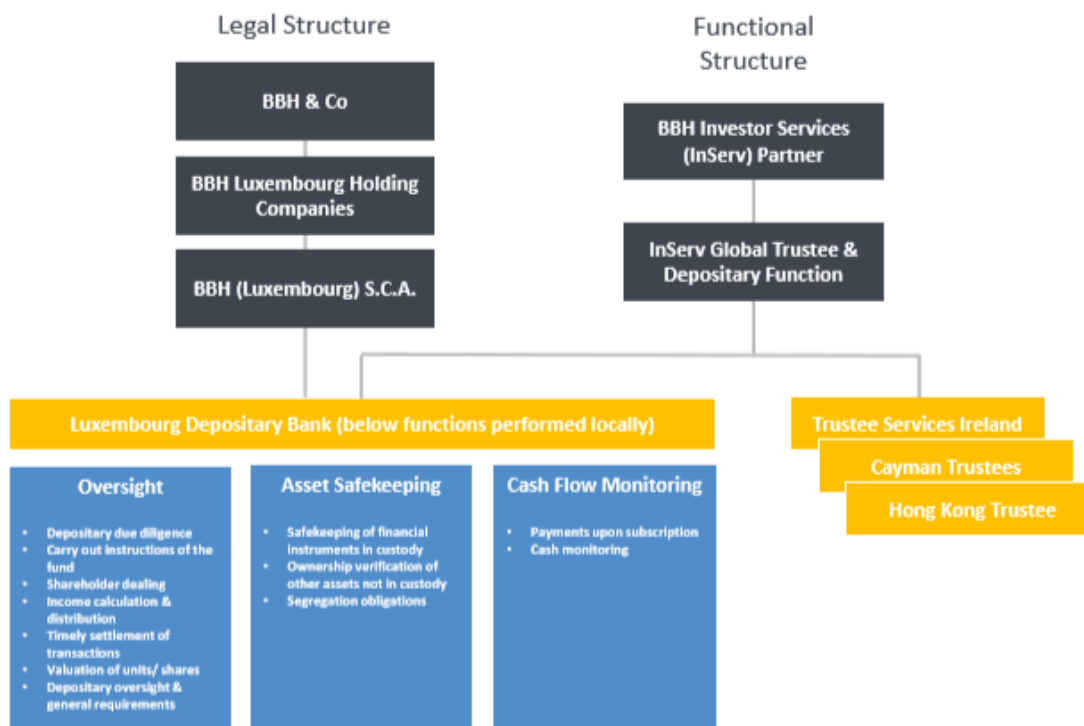 Legal Structure
BBH & Co
BBH Luxembourg Holding
Companies
BBH (Luxembourg) S.C.A.
Functional
Structure
BBH Investor Services
(InServ) Partner
InServ Global Trustee &
Depositary Function
Luxembourg Depositary Bank (below functions performed locally)
Trustee Services Ireland
Cayman Trustees
Hong Kong Trustee
Oversight
• Depositary due diligence
• Carry out instructions of the
fund
• Shareholder dealing
• Income calculation &
distribution
• Timely settlement of
transactions
• Valuation of units/ shares
• Depositary oversight &
general requirements
Asset Safekeeping
• Safekeeping of financial
instruments in custody
• Ownership verification of
other assets not in custody
• Segregation obligations
Cash Flow Monitoring
• Payments upon subscription
• Cash monitoring